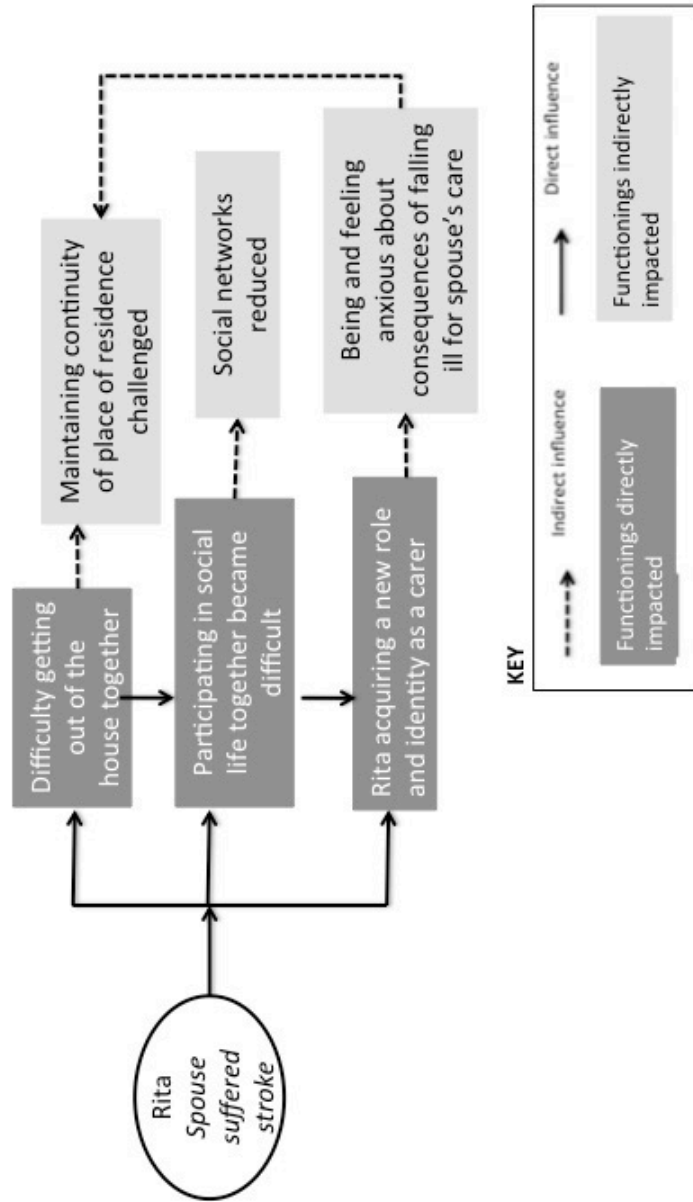 Rita
Spouse
suffered
stroke
Difficulty getting
out of the
house together
Maintaining continuity
of place of residence
challenged
Participating in social
life together became
difficult
Social networks
reduced
Rita acquiring a new role
and identity as a carer
Being and feeling
anxious about
consequences of falling
ill for spouse's care
KEY
Indirect influence
Direct influence
Functionings directly
impacted
Functionings indirectly
impacted